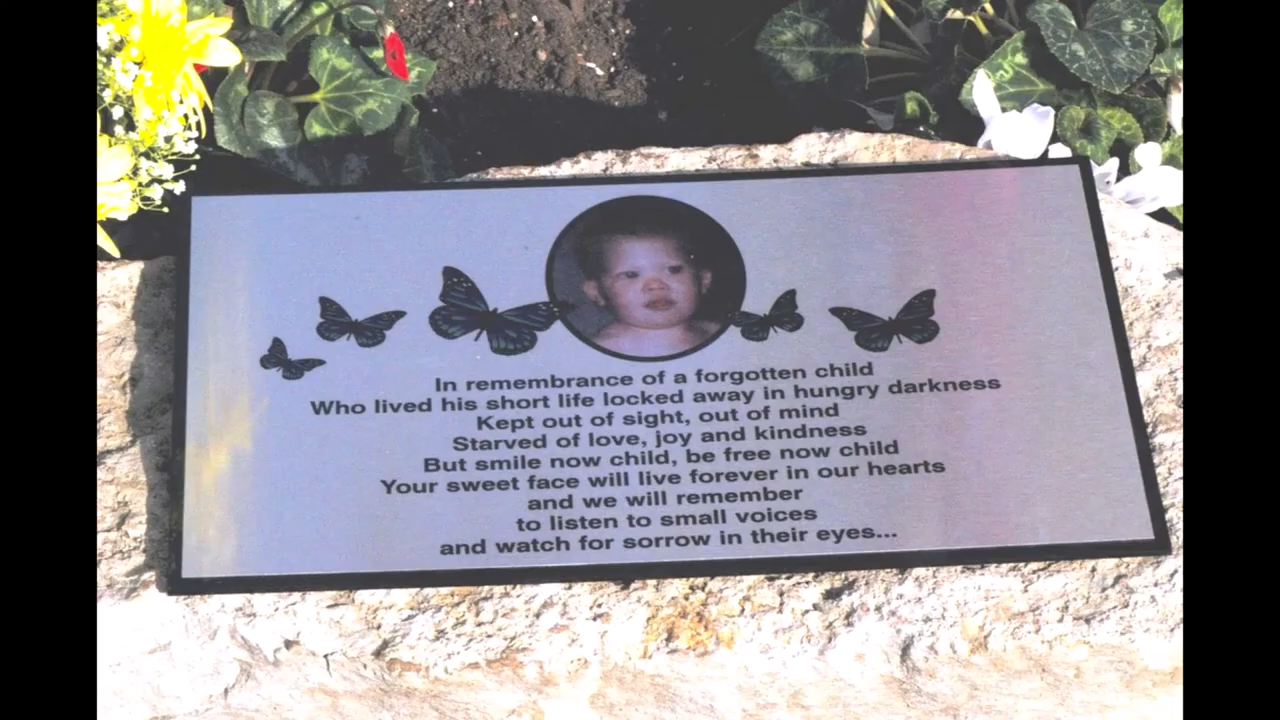 In remembrance of a forgotten child
Who lived his short life locked away in hungry darkness
Kept out of sight, out of mind
Starved of love, joy and kindness
But smile now child, be free now child
Your sweet face will live forever in our hearts
and we will remember
to listen to small voices
and watch for sorrow in their eyes...